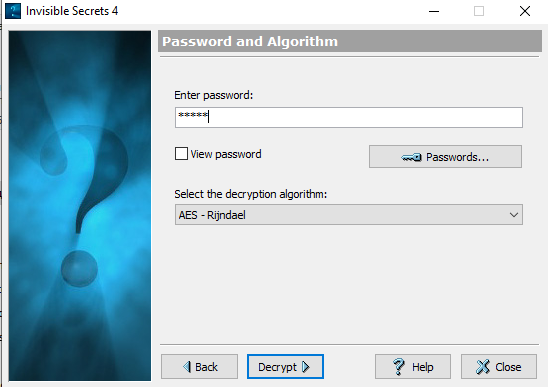 Invisible Secrets 4
Password and Algorithm
Enter password:
*****
View password
Passwords...
Select the decryption algorithm:
AES - Rijndael
Back
Decrypt
Help
Close